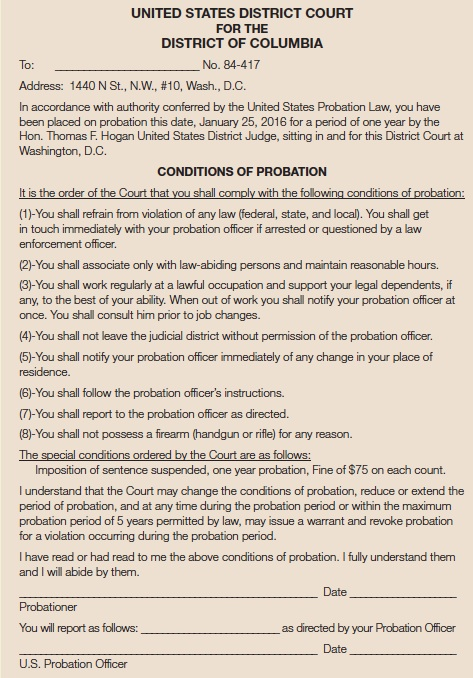 UNITED STATES DISTRICT COURT
FOR THE
DISTRICT OF COLUMBIA
To: ________________________ No. 84-417
Address: 1440 N St., N.W., #10, Wash., D.C.
In accordance with authority conferred by the United States Probation Law, you have
been placed on probation this date, January 25, 2016 for a period of one year by the
Hon. Thomas F. Hogan United States District Judge, sitting in and for this District Court at
Washington, D.C.
CONDITIONS OF PROBATION
It is the order of the Court that you shall comply with the following conditions of probation:
(1)-You shall refrain from violation of any law (federal, state, and local). You shall get
in touch immediately with your probation officer if arrested or questioned by a law
enforcement officer.
(2)-You shall associate only with law-abiding persons and maintain reasonable hours.
(3)-You shall work regularly at a lawful occupation and support your legal dependents, if
any, to the best of your ability. When out of work you shall notify your probation officer at
once. You shall consult him prior to job changes.
(4)-You shall not leave the judicial district without permission of the probation officer.
(5)-You shall notify your probation officer immediately of any change in your place of
residence.
(6)-You shall follow the probation officer's instructions.
(7)-You shall report to the probation officer as directed.
(8)-You shall not possess a firearm (handgun or rifle) for any reason.
The special conditions ordered by the Court are as follows:
Imposition of sentence suspended, one year probation, Fine of $75 on each count.
I understand that the Court may change the conditions of probation, reduce or extend the
period of probation, and at any time during the probation period or within the maximum
probation period of 5 years permitted by law, may issue a warrant and revoke probation
for a violation occurring during the probation period.
I have read or had read to me the above conditions of probation. I fully understand them
and I will abide by them.
__________________________________________________ Date __________________
Probationer
You will report as follows: _______________________ as directed by your Probation Officer
__________________________________________________ Date __________________
U.S. Probation Officer